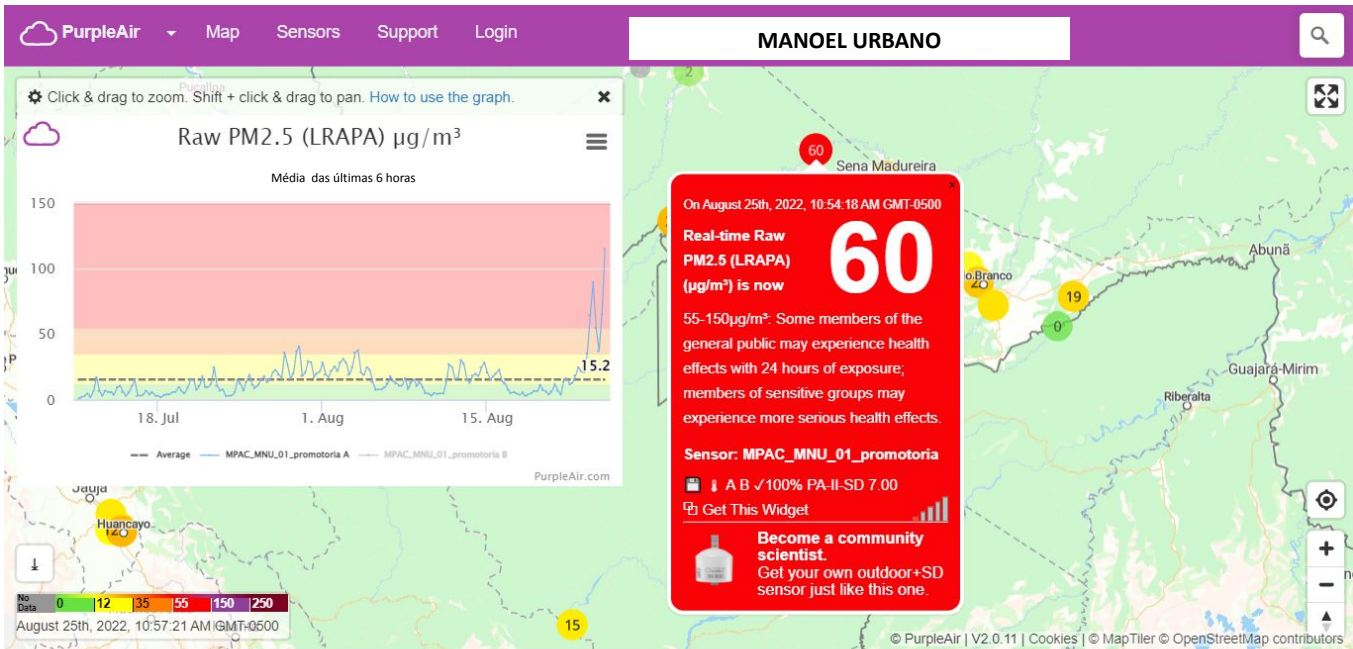 PurpleAir Map Sensors Support Login
MANOEL URBANO
Click & drag to zoom. Shift + click & drag to pan. How to use the graph.
Raw PM2.5 (LRAPA) µg/m³
Média das últimas 6 horas
150
100
50
0
15.2
18. Jul
1. Aug
15. Aug
Average MPAC_MNU_01_promotoria A MPAC_MNU_01_promotoria B
PurpleAir.com
2
60
Sena Madureira
On August 25th, 2022, 10:54:18 AM GMT-0500
Real-time Raw
PM2.5 (LRAPA)
(µg/m³) is now
60
55-150µg/m³: Some members of the
general public may experience health
effects with 24 hours of exposure;
members of sensitive groups may
experience more serious health effects.
Sensor: MPAC_MNU_01_promotoria
A B ✓100% PA-II-SD 7.00
Get This Widget
Become a community
scientist.
Get your own outdoor+SD
sensor just like this one.
Abunã
19
0
Guajará-Mirim
Riberalta
Jauja
Huancayo
15
No
Data
0 12 35 55 150 250
August 25th, 2022, 10:57:21 AM GMT-0500
© PurpleAir | V2.0.11 | Cookies | © MapTiler © OpenStreetMap contributors